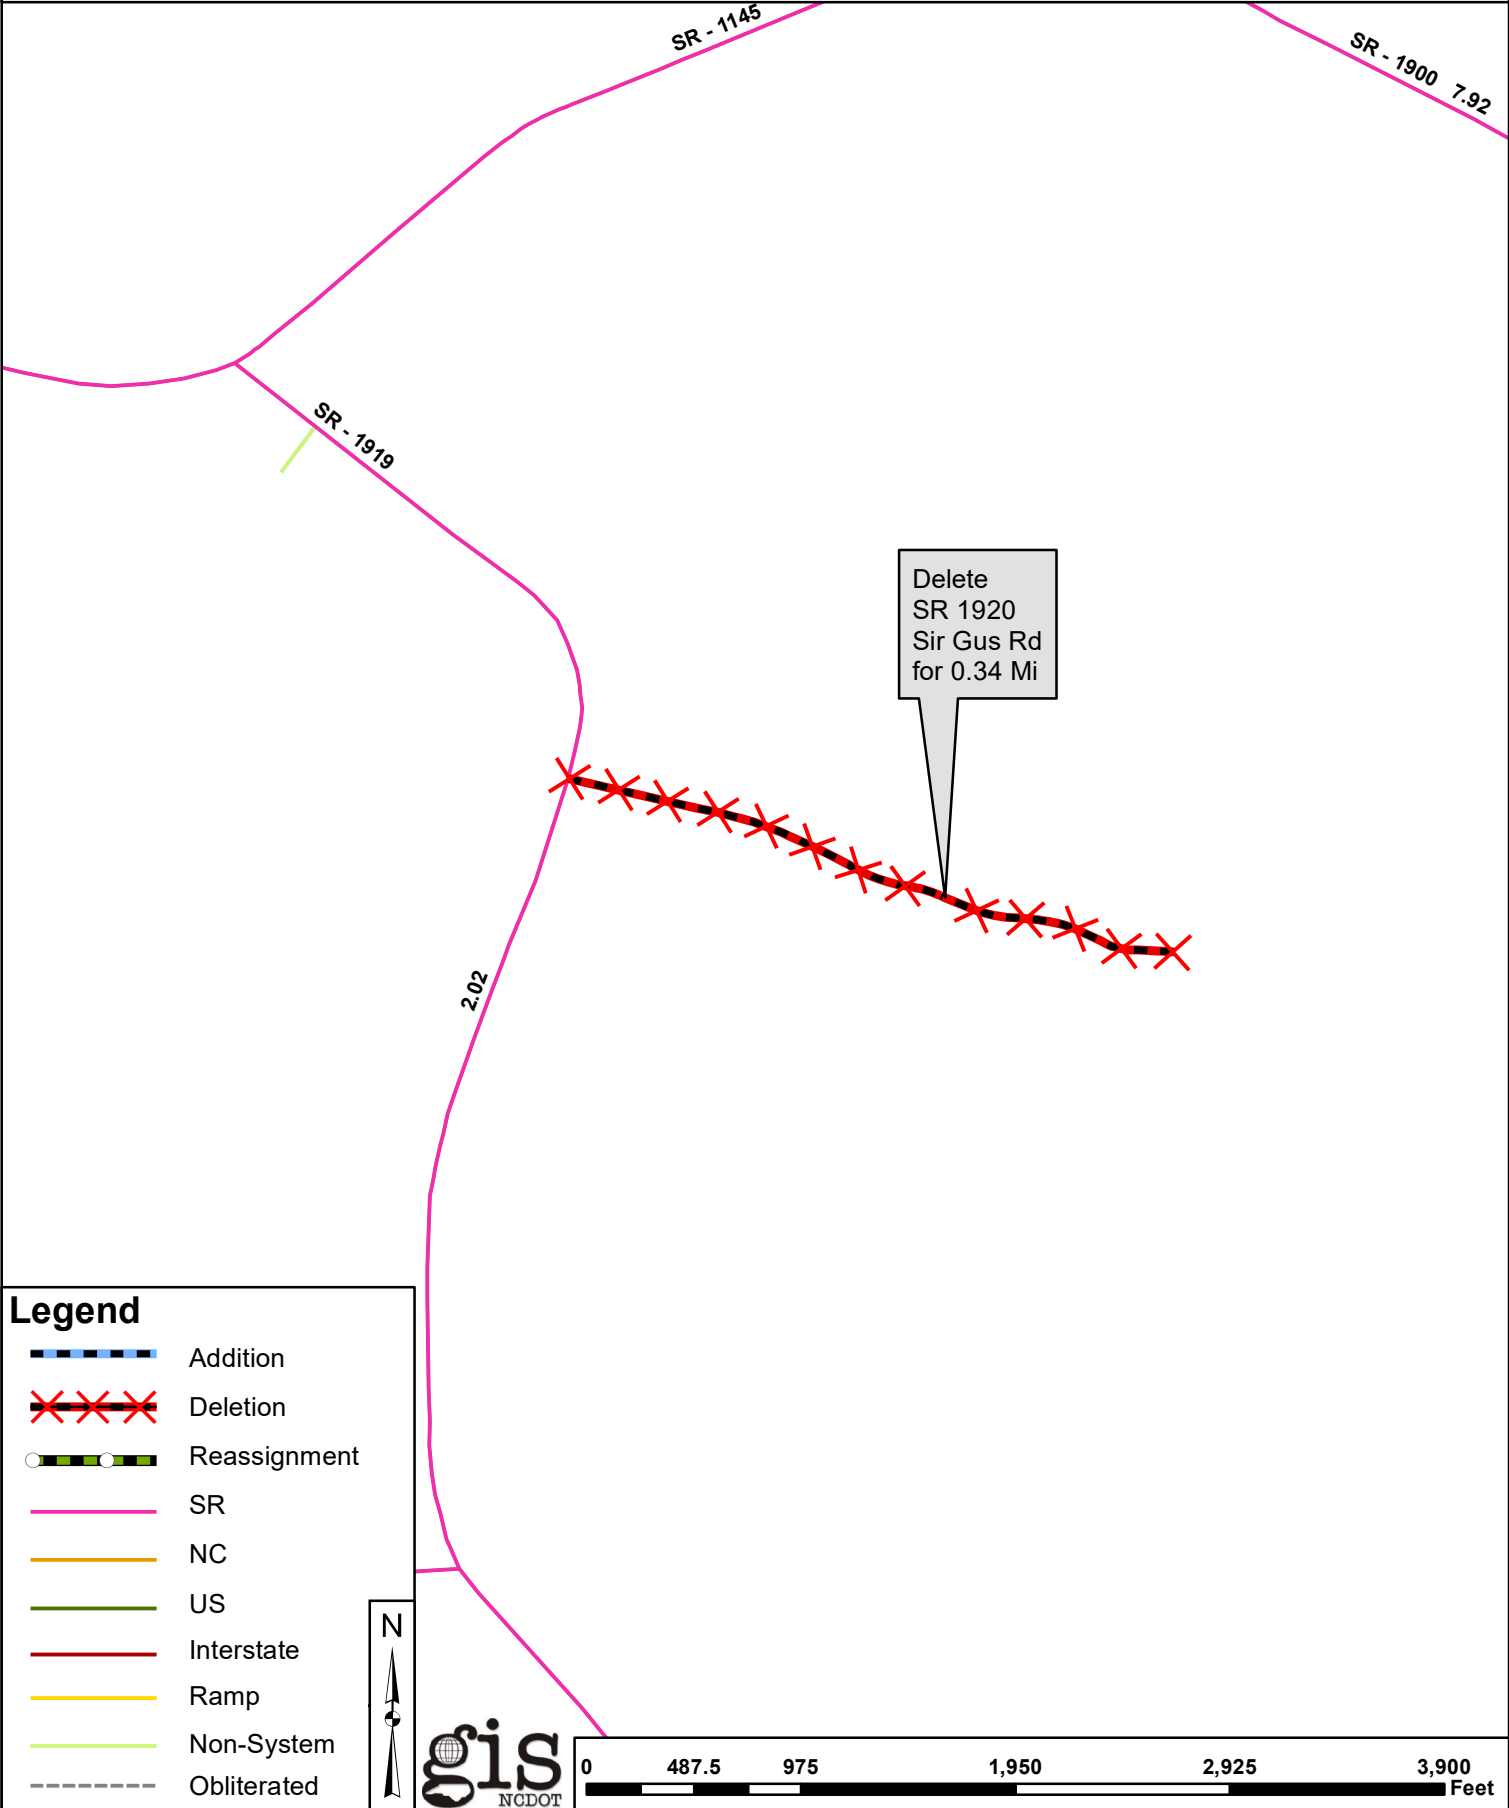 SR - 1145
SR - 1900 7.92
SR - 1919
Delete
SR 1920
Sir Gus Rd
for 0.34 Mi
2.02
Legend
Addition
Deletion
Reassignment
SR
NC
US
Interstate
Ramp
Non-System
Obliterated
N
gis
NCDOT
0 487.5 975 1,950 2,925 3,900
Feet